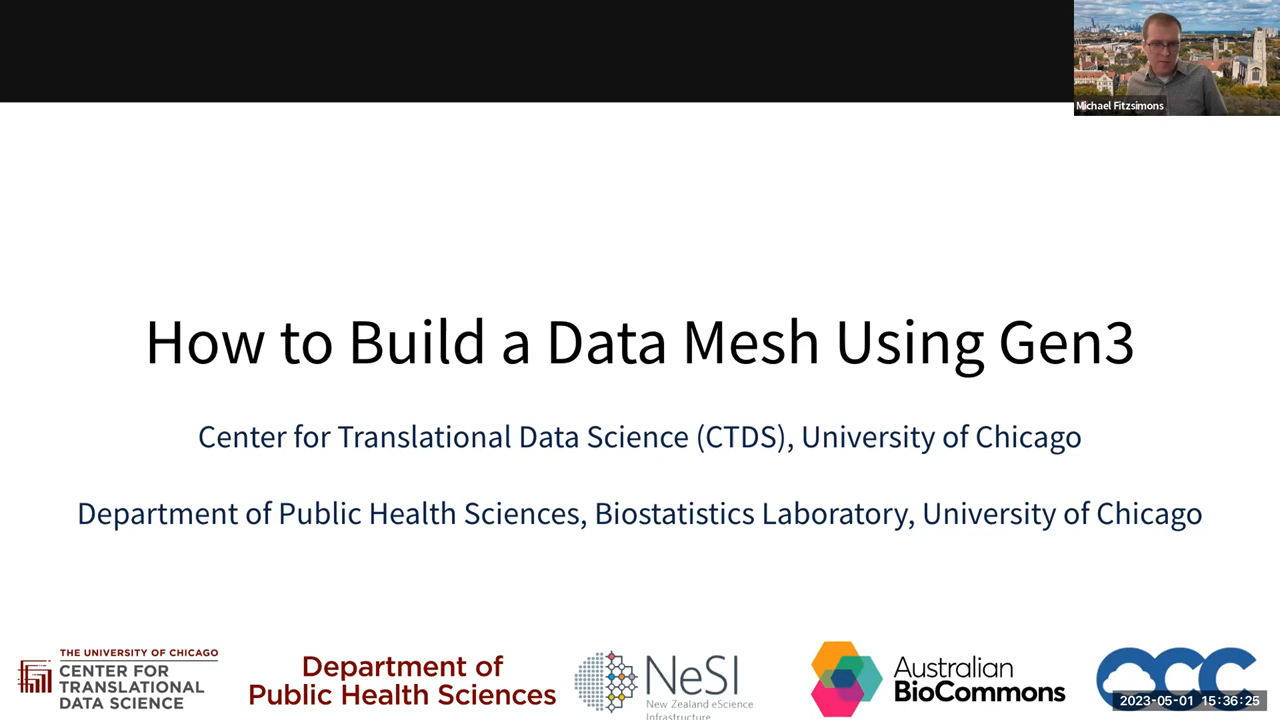 Michael Fitzsimons
How to Build a Data Mesh Using Gen3
Center for Translational Data Science (CTDS), University of Chicago
Department of Public Health Sciences, Biostatistics Laboratory, University of Chicago
THE UNIVERSITY OF CHICAGO
CENTER FOR
TRANSLATIONAL
DATA SCIENCE
Department of
Public Health Sciences
NeSI
New Zealand eScience
Infrastructure
Australian
BioCommons
OCC
2023-05-01 15:36:25